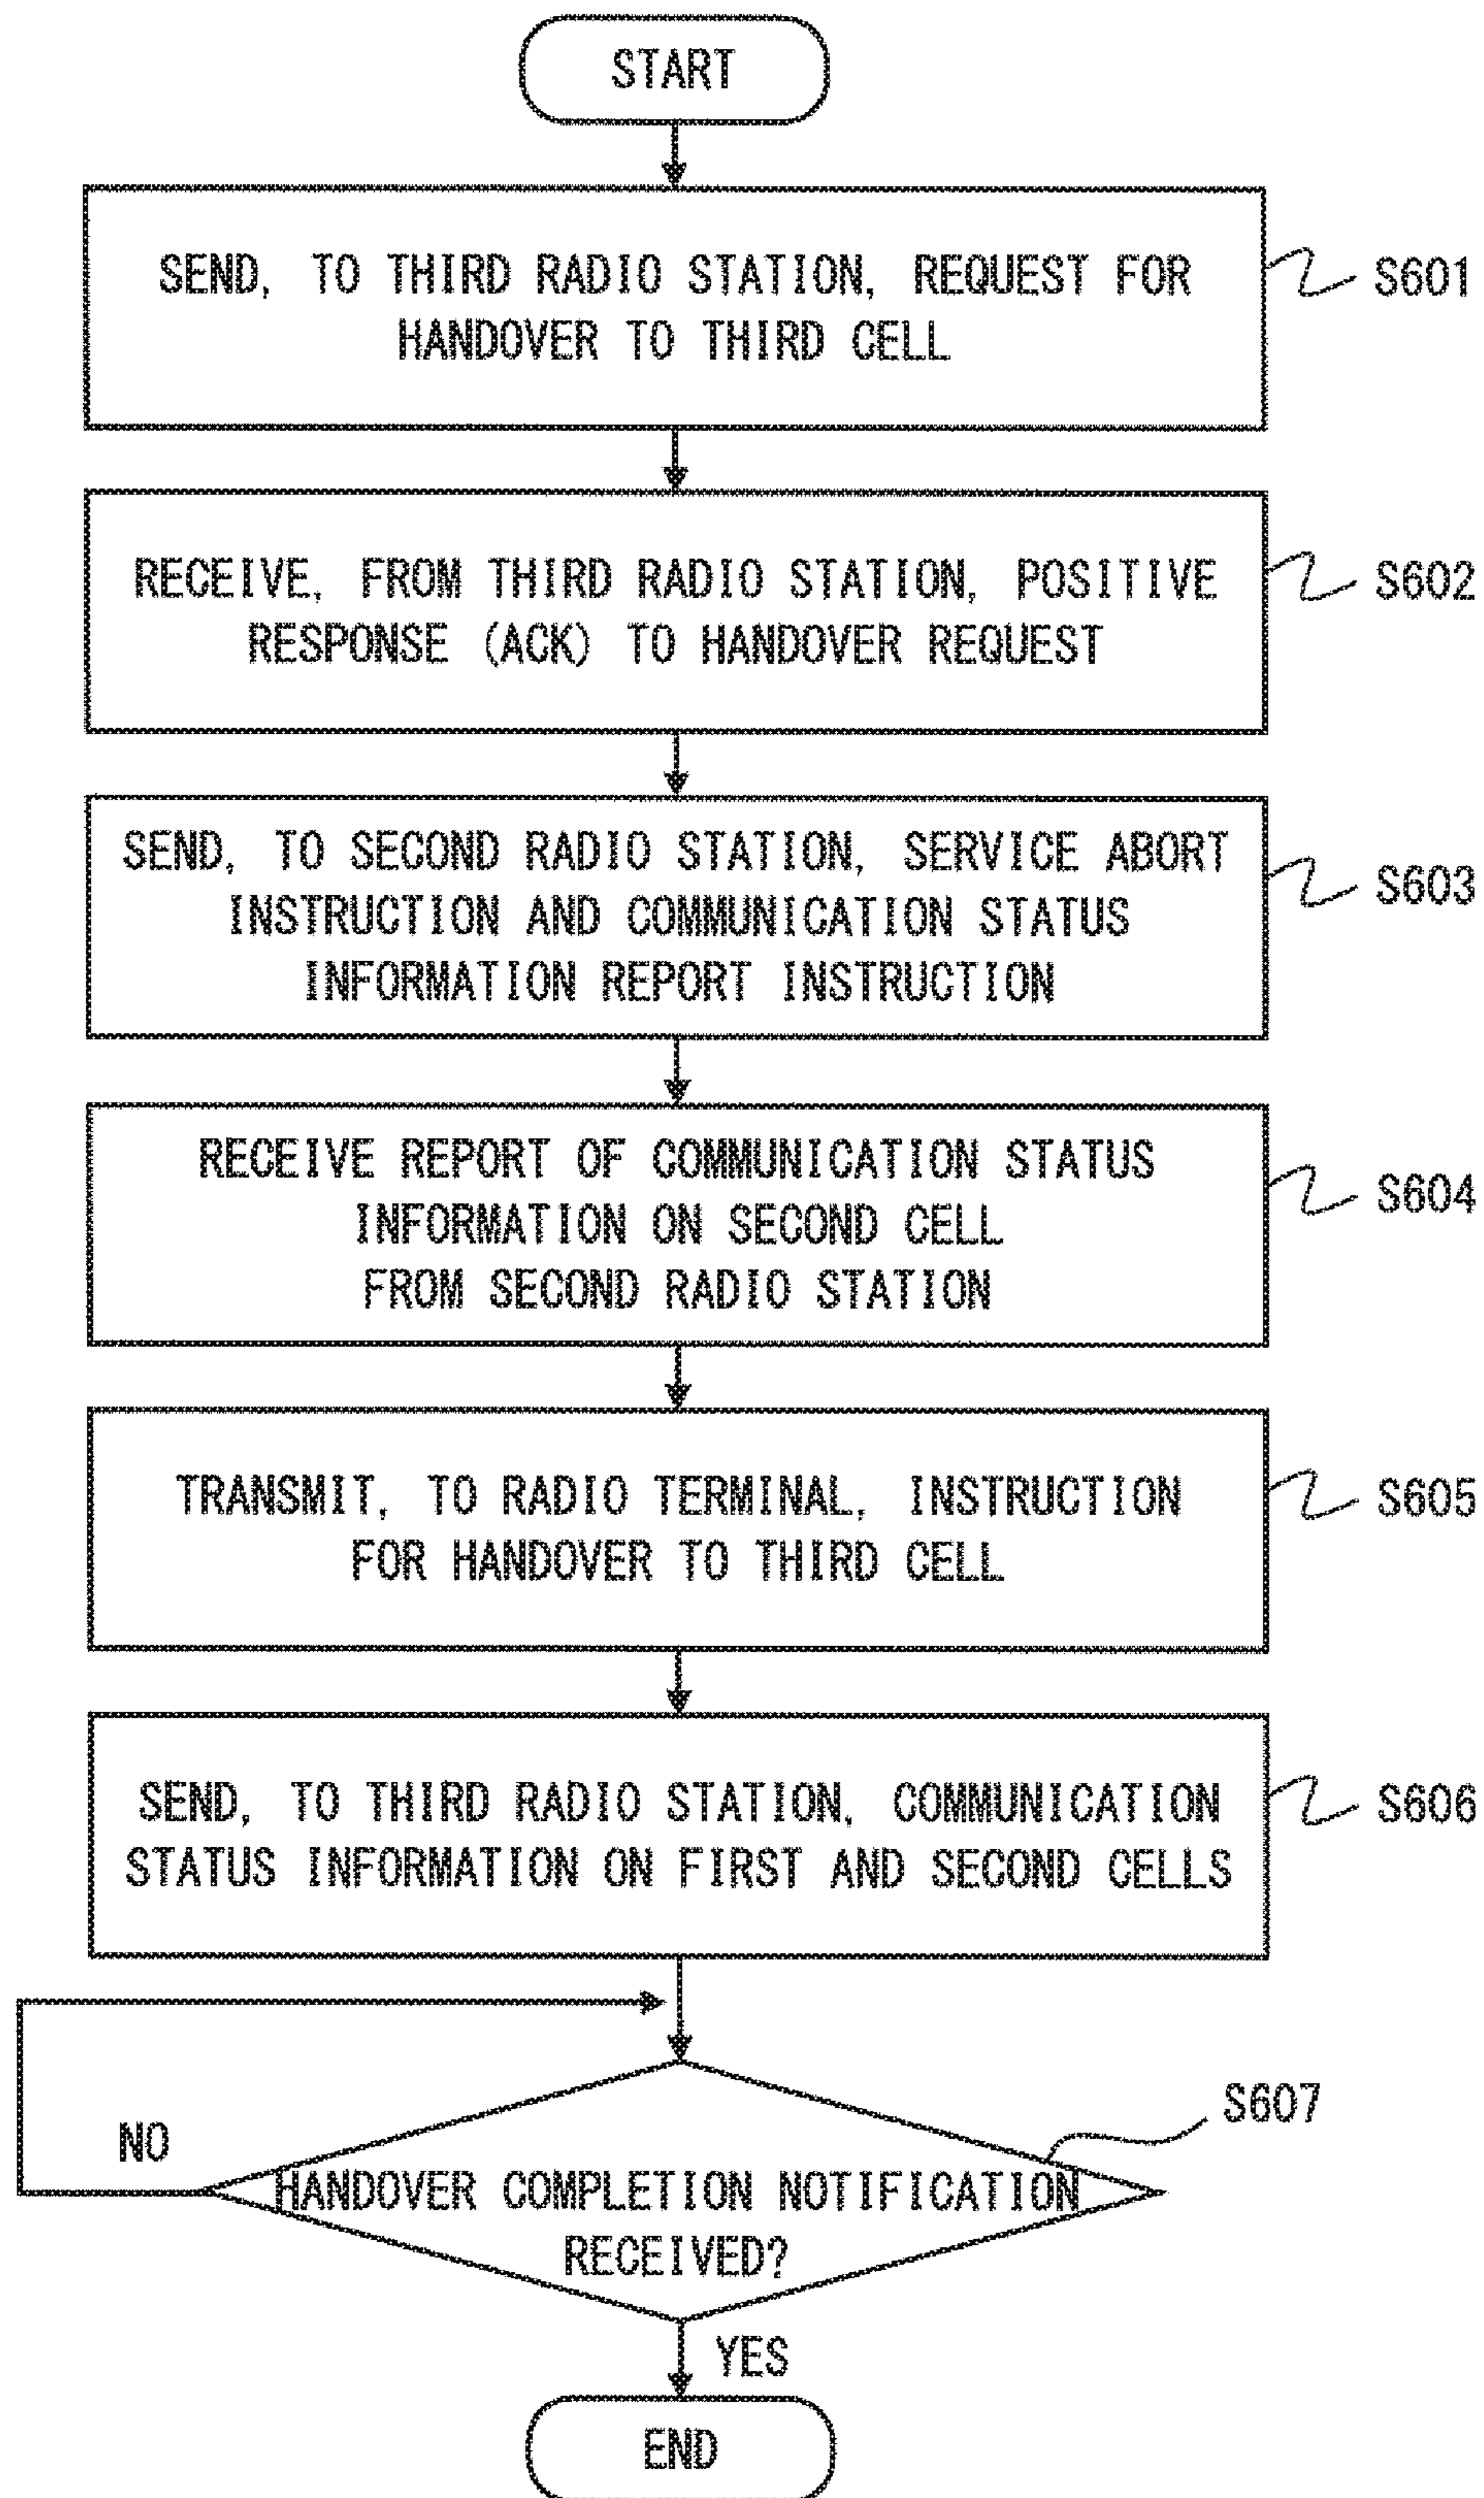 START
SEND, TO THIRD RADIO STATION, REQUEST FOR
HANDOVER TO THIRD CELL
S601
RECEIVE, FROM THIRD RADIO STATION, POSITIVE
RESPONSE (ACK) TO HANDOVER REQUEST
S602
SEND, TO SECOND RADIO STATION, SERVICE ABORT
INSTRUCTION AND COMMUNICATION STATUS
INFORMATION REPORT INSTRUCTION
S603
RECEIVE REPORT OF COMMUNICATION STATUS
INFORMATION ON SECOND CELL
FROM SECOND RADIO STATION
S604
TRANSMIT, TO RADIO TERMINAL, INSTRUCTION
FOR HANDOVER TO THIRD CELL
S605
SEND, TO THIRD RADIO STATION, COMMUNICATION
STATUS INFORMATION ON FIRST AND SECOND CELLS
S606
S607
NO
HANDOVER COMPLETION NOTIFICATION
RECEIVED?
YES
END